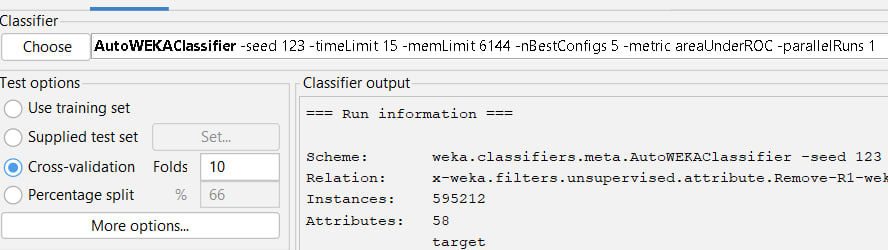 Classifier
Choose AutoWEKAClassifier -seed 123 -timeLimit 15 -memLimit 6144 -nBestConfigs 5 -metric areaUnderROC -parallelRuns 1
Test options
Use training set
Supplied test set Set...
Cross-validation Folds 10
Percentage split % 66
More options...
Classifier output
=== Run information ===
Scheme: weka.classifiers.meta.AutoWEKAClassifier -seed 123
Relation: x-weka.filters.unsupervised.attribute.Remove-R1-wek
Instances: 595212
Attributes: 58
target